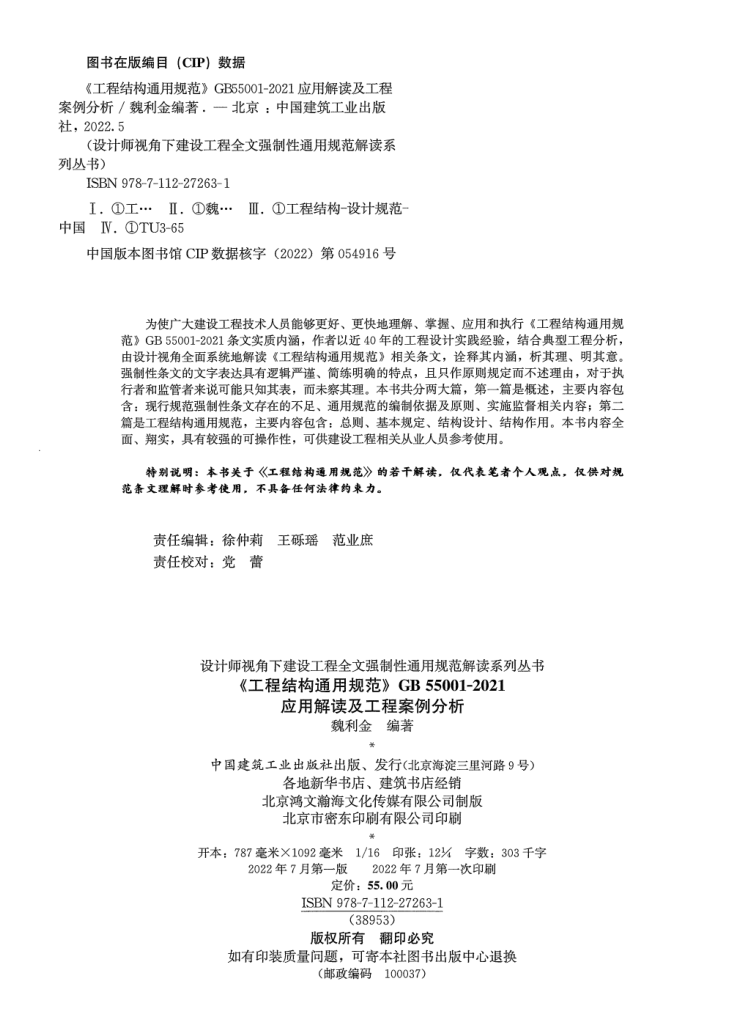 图书在版编目（CIP）数据
《工程结构通用规范》GB55001-2021 应用解读及工程
案例分析 / 魏利金编著. — 北京：中国建筑工业出版
社，2022.5
（设计师视角下建设工程全文强制性通用规范解读系
列丛书）
ISBN 978-7-112-27263-1
Ⅰ. ①工… Ⅱ. ①魏… Ⅲ. ①工程结构-设计规范-
中国 Ⅳ. ①TU3-65
中国版本图书馆 CIP 数据核字（2022）第 054916 号
为使广大建设工程技术人员能够更好、更快地理解、掌握、应用和执行《工程结构通用规
范》GB 55001-2021 条文实质内涵，作者以近 40 年的工程设计实践经验，结合典型工程分析，
由设计视角全面系统地解读《工程结构通用规范》相关条文，诠释其内涵，析其理、明其意。
强制性条文的文字表达具有逻辑严谨、简练明确的特点，且只作原则规定而不述理由，对于执
行者和监管者来说可能只知其表，而未察其理。本书共分两大篇，第一篇是概述，主要内容包
含：现行规范强制性条文存在的不足、通用规范的编制依据及原则、实施监督相关内容；第二
篇是工程结构通用规范，主要内容包含：总则、基本规定、结构设计、结构作用。本书内容全
面、翔实，具有较强的可操作性，可供建设工程相关从业人员参考使用。
特别说明：本书关于《工程结构通用规范》的若干解读，仅代表笔者个人观点，仅供对规
范条文理解时参考使用，不具备任何法律约束力。
责任编辑：徐仲莉 王砾瑶 范业庶
责任校对：党 蕾
设计师视角下建设工程全文强制性通用规范解读系列丛书
《工程结构通用规范》GB 55001-2021
应用解读及工程案例分析
魏利金 编著
*
中国建筑工业出版社出版、发行(北京海淀三里河路 9 号)
各地新华书店、建筑书店经销
北京鸿文瀚海文化传媒有限公司制版
北京市密东印刷有限公司印刷
*
开本：787 毫米×1092 毫米 1/16 印张：12¼ 字数：303 千字
2022 年 7 月第一版 2022 年 7 月第一次印刷
定价：55.00 元
ISBN 978-7-112-27263-1
（38953）
版权所有 翻印必究
如有印装质量问题，可寄本社图书出版中心退换
（邮政编码 100037）